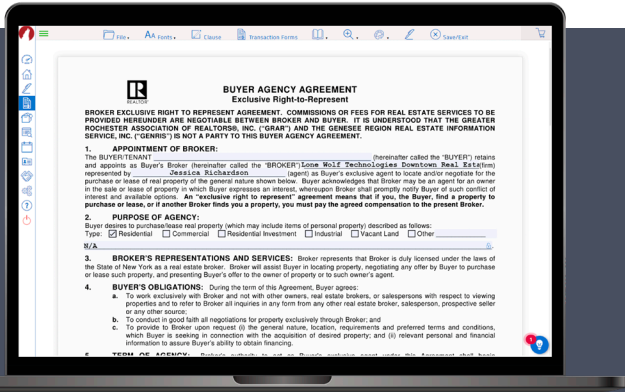 File
AA Fonts
Clause
Transaction Forms
Save/Exit
R
REALTOR®
BUYER AGENCY AGREEMENT
Exclusive Right-to-Represent
BROKER EXCLUSIVE RIGHT TO REPRESENT AGREEMENT. COMMISSIONS OR FEES FOR REAL ESTATE SERVICES TO BE
PROVIDED HEREUNDER ARE NEGOTIABLE BETWEEN BROKER AND BUYER. IT IS UNDERSTOOD THAT THE GREATER
ROCHESTER ASSOCIATION OF REALTORS®, INC. ("GRAR") AND THE GENESEE REGION REAL ESTATE INFORMATION
SERVICE, INC. ("GENRIS") IS NOT A PARTY TO THIS BUYER AGENCY AGREEMENT.
1. APPOINTMENT OF BROKER:
The BUYER/TENANT (hereinafter called the "BUYER") retains
and appoints as Buyer's Broker (hereinafter called the "BROKER") Lone Wolf Technologies Downtown Real Est(firm)
represented by Jessica Richardson (agent) as Buyer's exclusive agent to locate and/or negotiate for the
purchase or lease of real property of the general nature shown below. Buyer acknowledges that Broker may be an agent for an owner
in the sale or lease of property in which Buyer expresses an interest, whereupon Broker shall promptly notify Buyer of such conflict of
interest and available options. An "exclusive right to represent" agreement means that if you, the Buyer, find a property to
purchase or lease, or if another Broker finds you a property, you must pay the agreed compensation to the present Broker.
2. PURPOSE OF AGENCY:
Buyer desires to purchase/lease real property (which may include items of personal property) described as follows:
Type: Residential Commercial Residential Investment Industrial Vacant Land Other
N/A
3. BROKER'S REPRESENTATIONS AND SERVICES: Broker represents that Broker is duly licensed under the laws of
the State of New York as a real estate broker. Broker will assist Buyer in locating property, negotiating any offer by Buyer to purchase
or lease such property, and presenting Buyer's offer to the owner of property or to such owner's agent.
4. BUYER'S OBLIGATIONS: During the term of this Agreement, Buyer agrees:
a. To work exclusively with Broker and not with other owners, real estate brokers, or salespersons with respect to viewing
properties and to refer to Broker all inquiries in any form from any other real estate broker, salesperson, prospective seller
or any other source;
b. To conduct in good faith all negotiations for property exclusively through Broker; and
c. To provide to Broker upon request (i) the general nature, location, requirements and preferred terms and conditions,
which Buyer is seeking in connection with the acquisition of desired property; and (ii) relevant personal and financial
information to assure Buyer's ability to obtain financing.
5. TERM OF AGENCY: Broker's authority to act as Buyer's exclusive agent under this Agreement shall begin
1